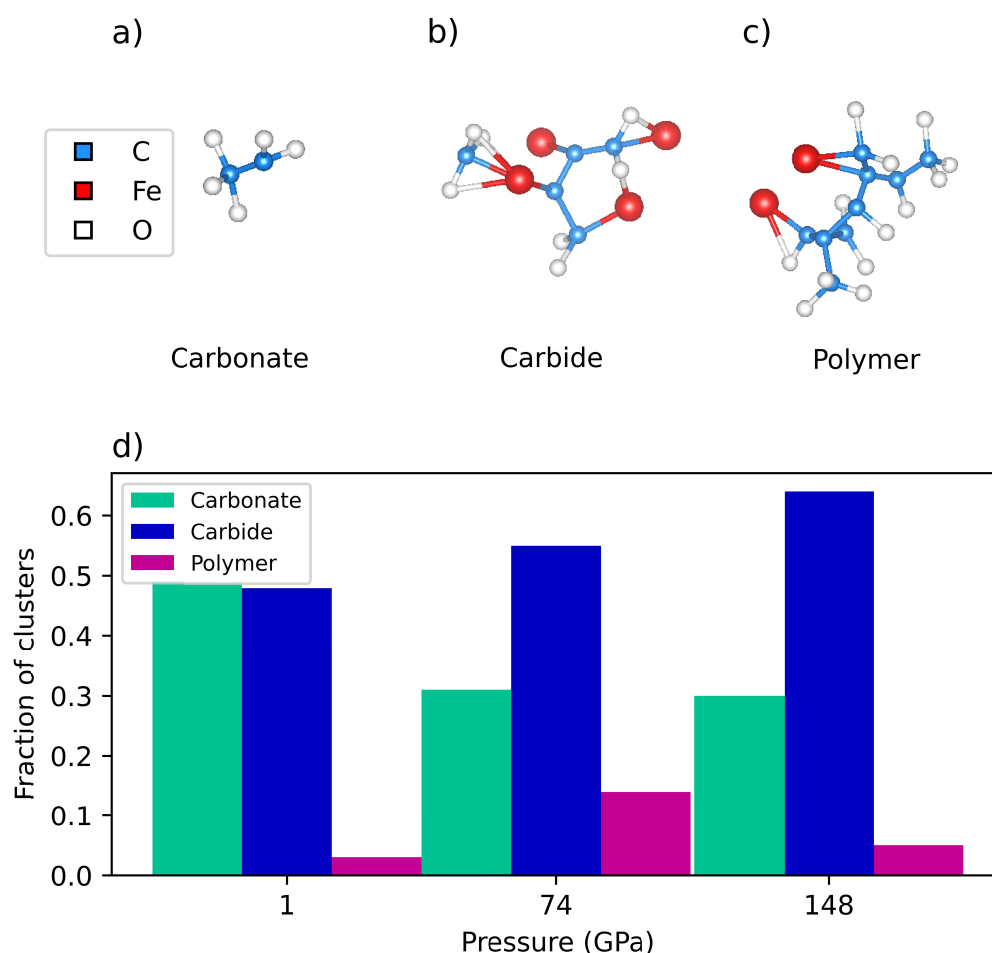 a)
b)
c)
C
Fe
O
Carbonate
Carbide
Polymer
d)
Carbonate
Carbide
Polymer
Fraction of clusters
0.6
0.5
0.4
0.3
0.2
0.1
0.0
1
74
148
Pressure (GPa)